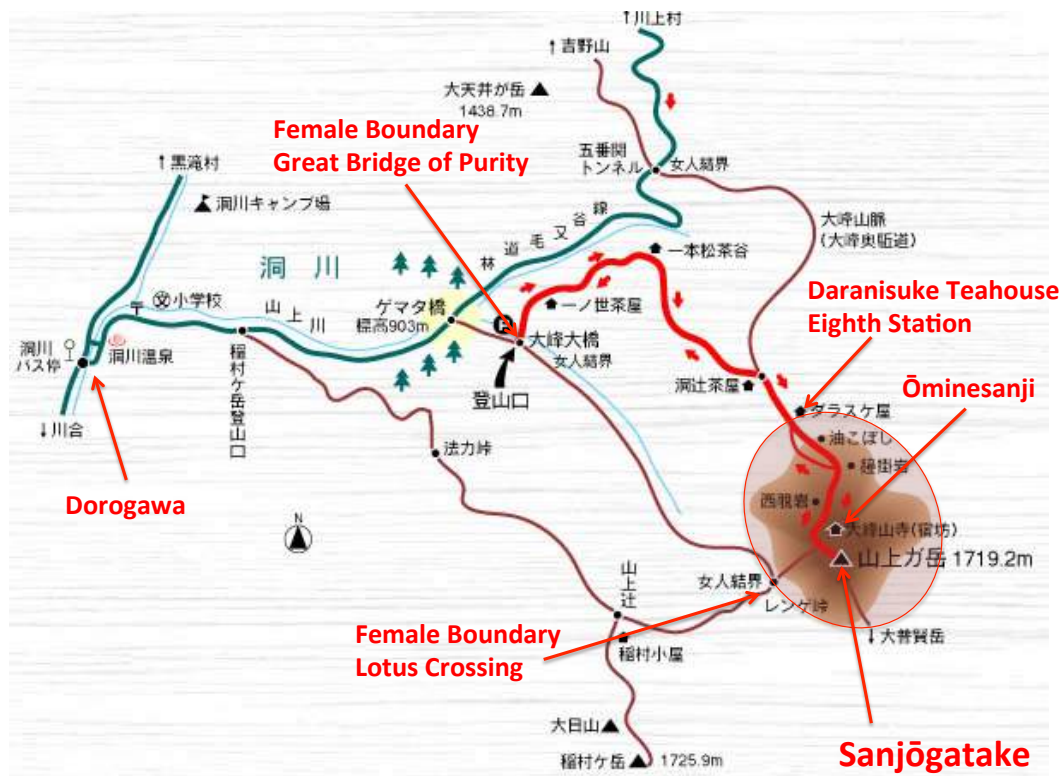 ↑川上村
↑吉野山
大天井が岳 ▲
1438.7m
Female Boundary
Great Bridge of Purity
↑黒滝村
五番関
トンネル
女人結界
洞川キャンプ場
大峰山脈
(大峰奥駈道)
林道毛又谷線
一本松茶谷
洞川
Daranisuke Teahouse
Eighth Station
〒
文小学校
山上川
ゲマタ橋
標高903m
一ノ世茶屋
P
大峰大橋
女人結界
洞川
バス停
洞川温泉
稲村ケ岳登山口
登山口
洞辻茶屋
Ōminesanji
↓川合
ダラスケ屋
油こぼし
法力峠
鐘掛岩
Dorogawa
西覗岩
N
大峰山寺(宿坊)
山上ガ岳 1719.2m
山上辻
女人結界
レンゲ峠
↓大普賢岳
Female Boundary
Lotus Crossing
稲村小屋
大日山▲
稲村ケ岳▲ 1725.9m
Sanjōgatake